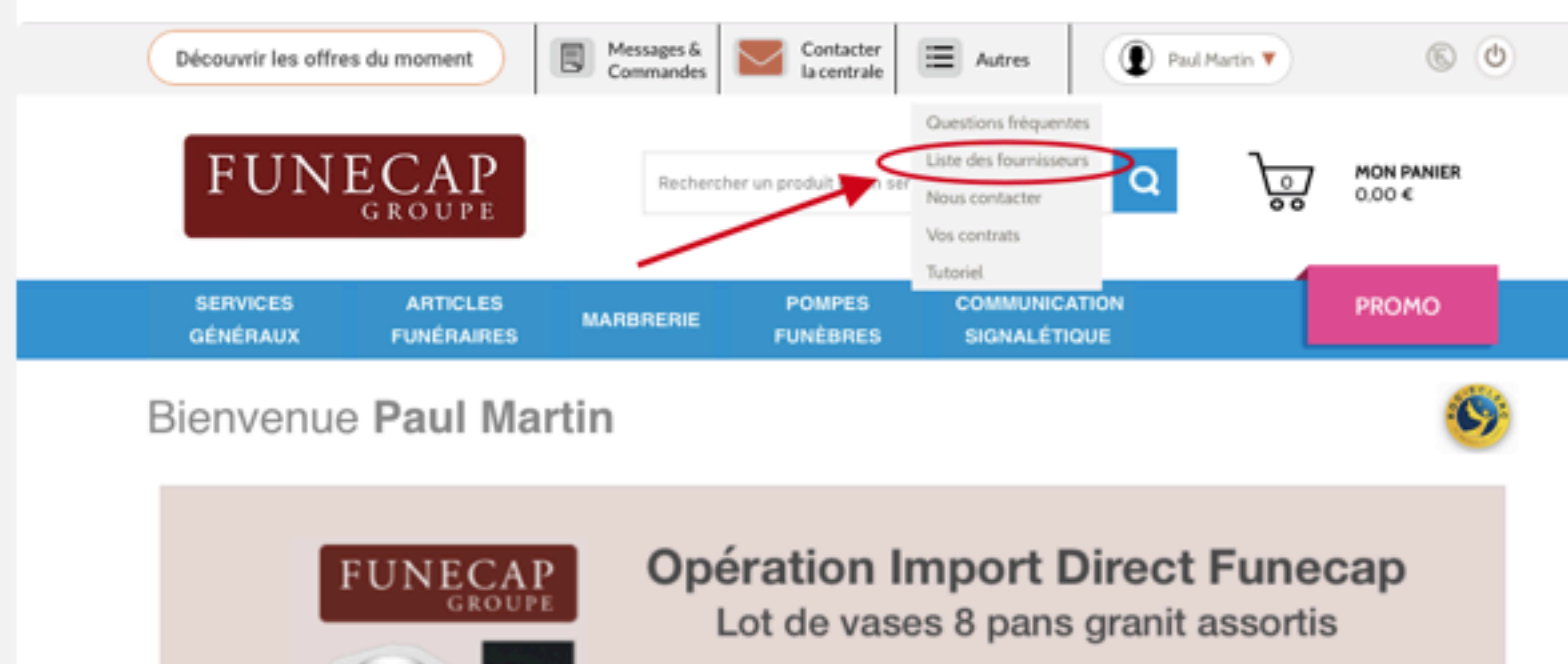 Découvrir les offres du moment
Messages &
Commandes
Contacter
la centrale
Autres
Paul Martin
Questions fréquentes
Liste des fournisseurs
Nous contacter
Vos contrats
Tutoriel
FUNECAP
GROUPE
Rechercher un produit
0
MON PANIER
0,00 €
SERVICES
GÉNÉRAUX
ARTICLES
FUNÉRAIRES
MARBRERIE
POMPES
FUNÈBRES
COMMUNICATION
SIGNALÉTIQUE
PROMO
Bienvenue Paul Martin
FUNECAP
GROUPE
Opération Import Direct Funecap
Lot de vases 8 pans granit assortis